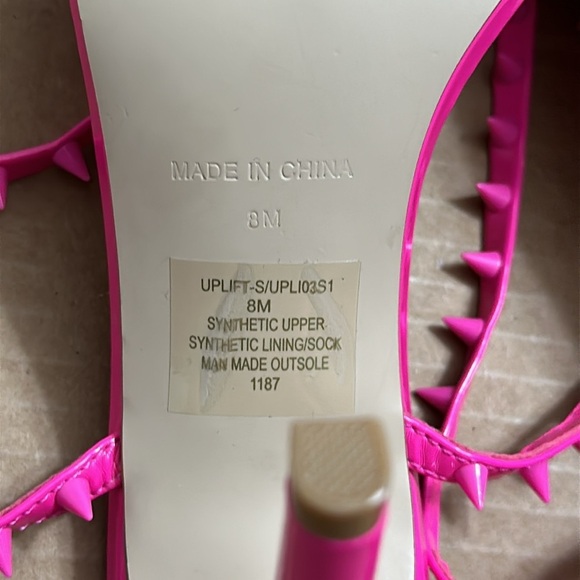 MADE IN CHINA
8M
UPLIFT-S/UPLI03S1
8M
SYNTHETIC UPPER
SYNTHETIC LINING/SOCK
MAN MADE OUTSOLE
1187